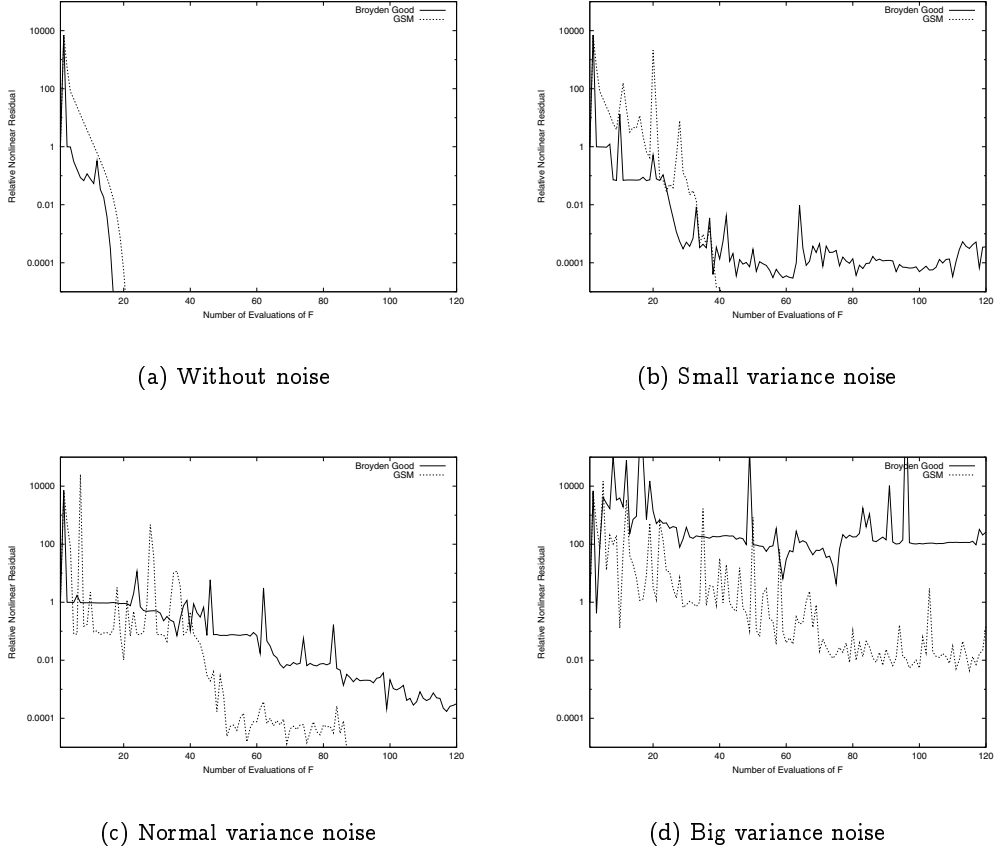 Broyden Good
GSM
10000
100
1
0.01
0.0001
20
40
60
80
100
120
Relative Nonlinear Residual
Number of Evaluations of F
(a) Without noise
Broyden Good
GSM
10000
100
1
0.01
0.0001
20
40
60
80
100
120
Relative Nonlinear Residual
Number of Evaluations of F
(b) Small variance noise
Broyden Good
GSM
10000
100
1
0.01
0.0001
20
40
60
80
100
120
Relative Nonlinear Residual
Number of Evaluations of F
(c) Normal variance noise
Broyden Good
GSM
10000
100
1
0.01
0.0001
20
40
60
80
100
120
Relative Nonlinear Residual
Number of Evaluations of F
(d) Big variance noise